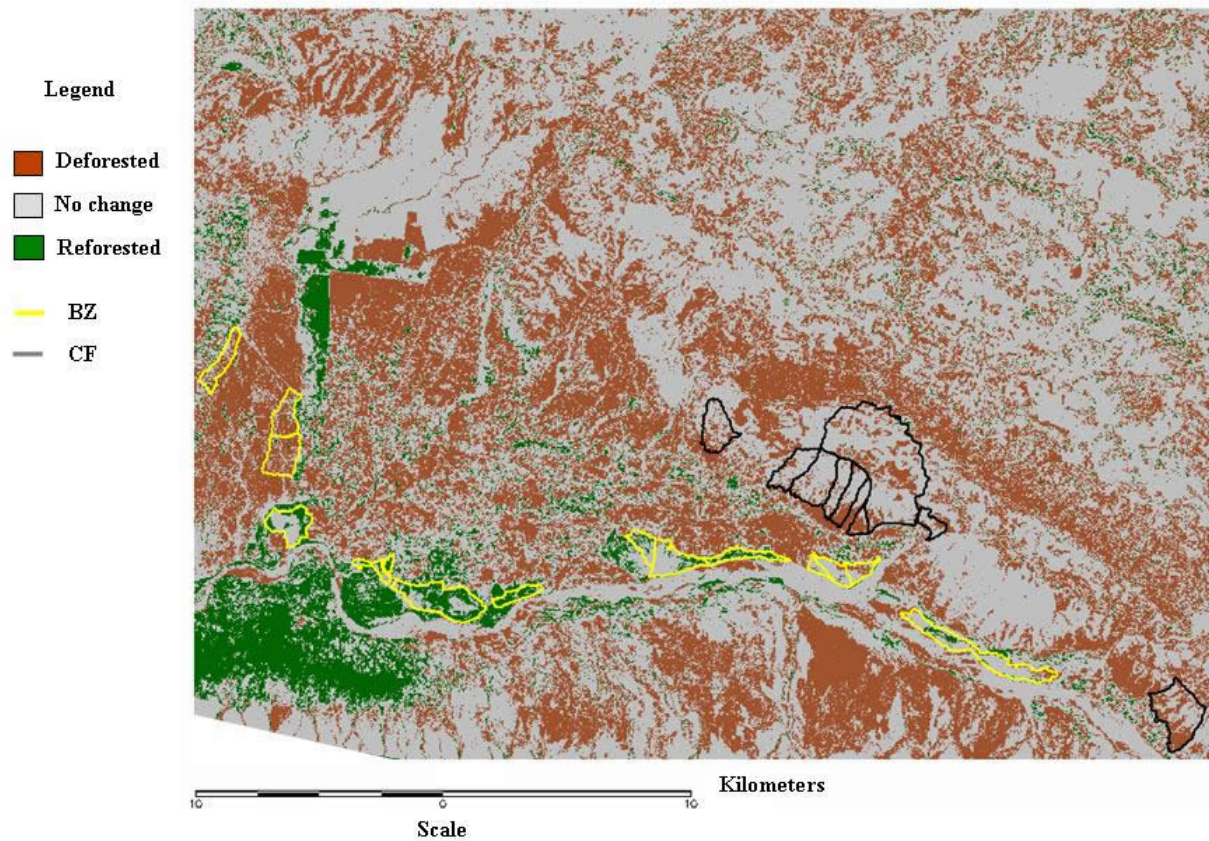 Legend
Deforested
No change
Reforested
BZ
CF
10 0 10
Kilometers
Scale